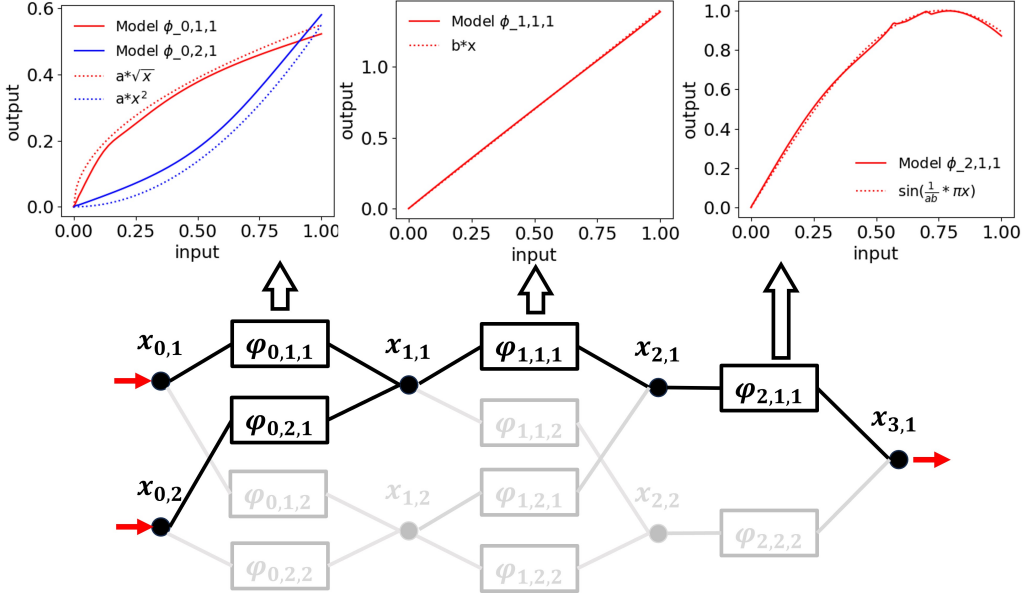 0.6
0.4
0.2
0.0
output
Model ϕ_0,1,1
Model ϕ_0,2,1
a*√x
a*x²
0.00 0.25 0.50 0.75 1.00
input
1.0
0.5
0.0
output
Model ϕ_1,1,1
b*x
0.00 0.25 0.50 0.75 1.00
input
1.0
0.8
0.6
0.4
0.2
0.0
output
Model ϕ_2,1,1
sin(1/ab * πx)
0.00 0.25 0.50 0.75 1.00
input
x0,1
φ0,1,1
x1,1
φ1,1,1
x2,1
φ2,1,1
x3,1
φ0,2,1
φ1,1,2
x0,2
φ0,1,2
x1,2
φ1,2,1
x2,2
φ2,2,2
φ0,2,2
φ1,2,2